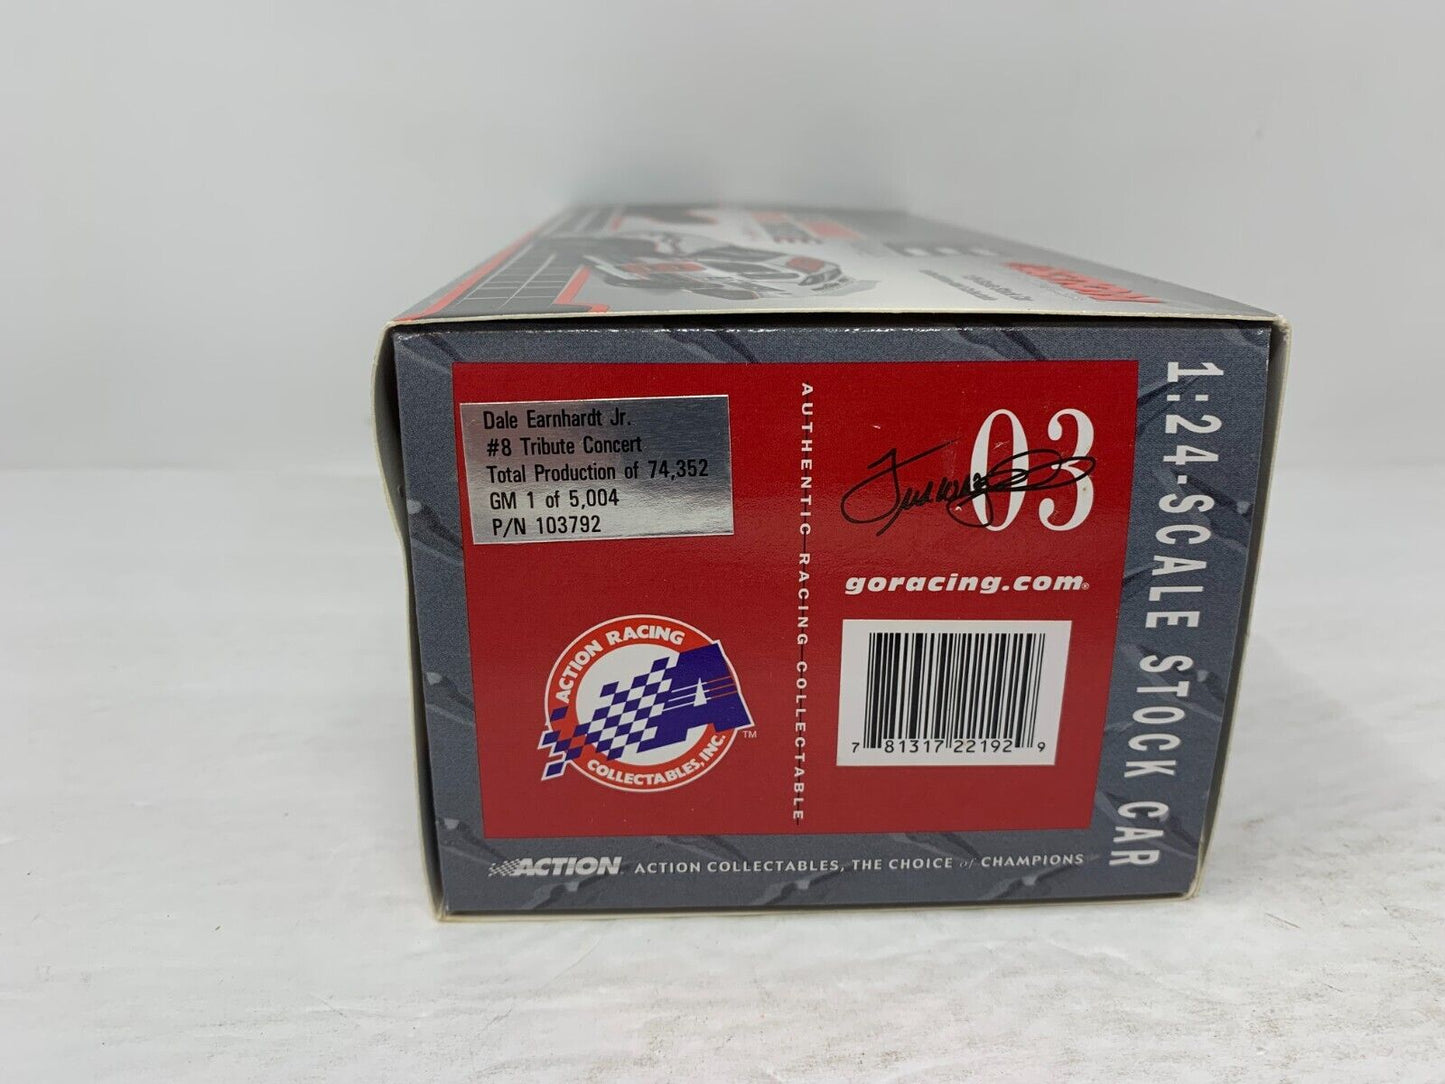 Dale Earnhardt Jr.
#8 Tribute Concert
Total Production of 74,352
GM 1 of 5,004
P/N 103792
AUTHENTIC RACING COLLECTABLE
03
goracing.com®
7 81317 22192 9
ACTION RACING
COLLECTABLES, INC.
TM
1:24-SCALE STOCK CAR
ACTION
ACTION COLLECTABLES, THE CHOICE of CHAMPIONS